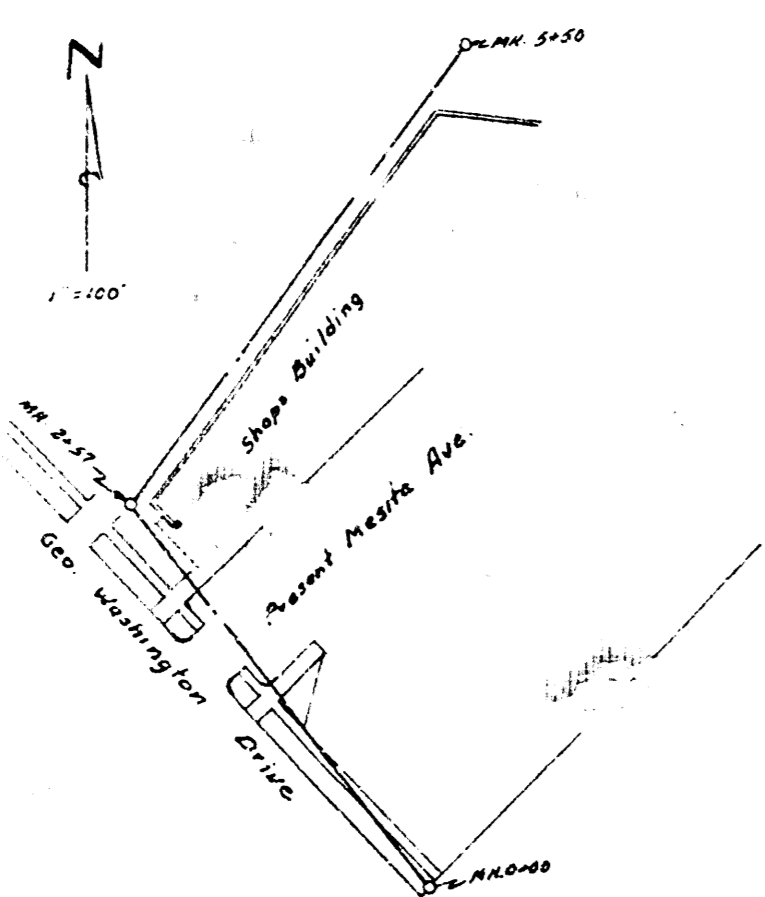 N
MH. 5+50
1"=100'
Shops Building
MH. 2+57
Present Mesita Ave.
Geo. Washington Drive
MH. 0+00